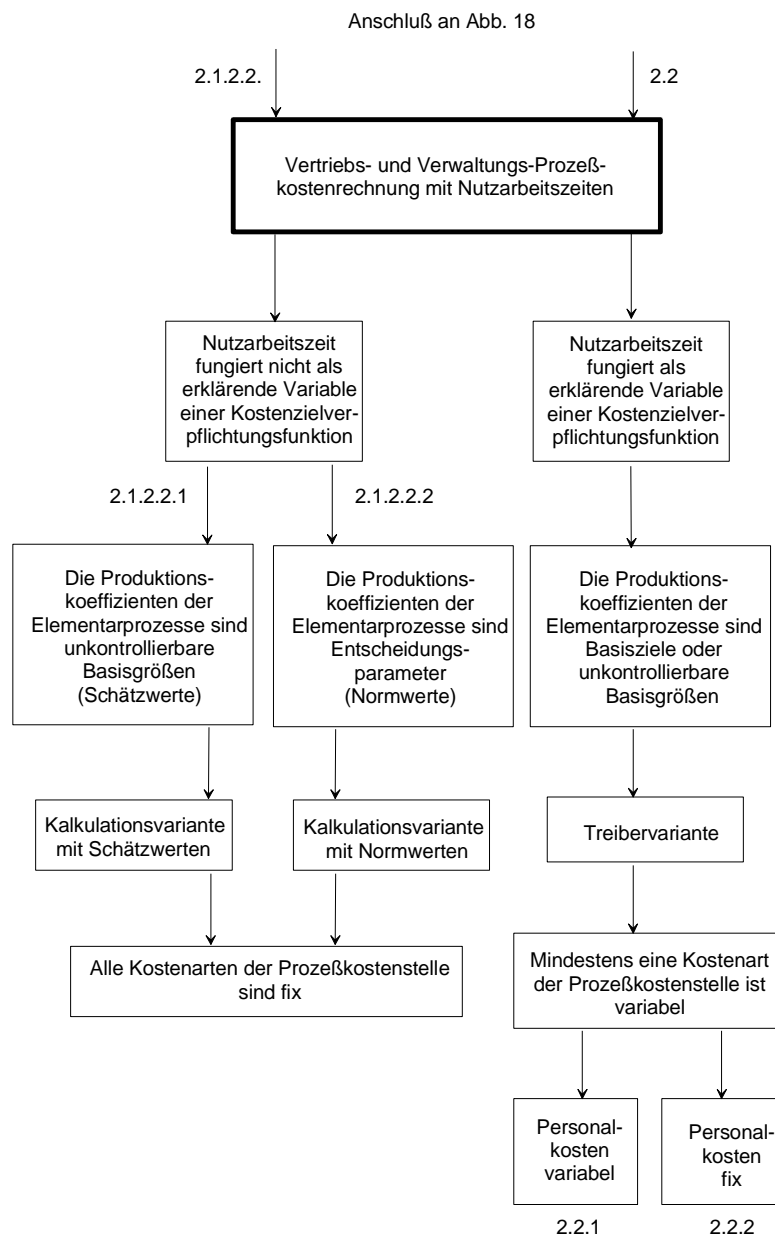 Anschluß an Abb. 18
2.1.2.2.
2.2
Vertriebs- und Verwaltungs-Prozeß-
kostenrechnung mit Nutzarbeitszeiten
Nutzarbeitszeit
fungiert nicht als
erklärende Variable
einer Kostenzielver-
pflichtungsfunktion
Nutzarbeitszeit
fungiert als
erklärende Variable
einer Kostenzielver-
pflichtungsfunktion
2.1.2.2.1
2.1.2.2.2
Die Produktions-
koeffizienten der
Elementarprozesse sind
unkontrollierbare
Basisgrößen
(Schätzwerte)
Die Produktions-
koeffizienten der
Elementarprozesse sind
Entscheidungs-
parameter
(Normwerte)
Die Produktions-
koeffizienten der
Elementarprozesse sind
Basisziele oder
unkontrollierbare
Basisgrößen
Kalkulationsvariante
mit Schätzwerten
Kalkulationsvariante
mit Normwerten
Treibervariante
Alle Kostenarten der Prozeßkostenstelle
sind fix
Mindestens eine Kostenart
der Prozeßkostenstelle ist
variabel
Personal-
kosten
variabel
Personal-
kosten
fix
2.2.1
2.2.2